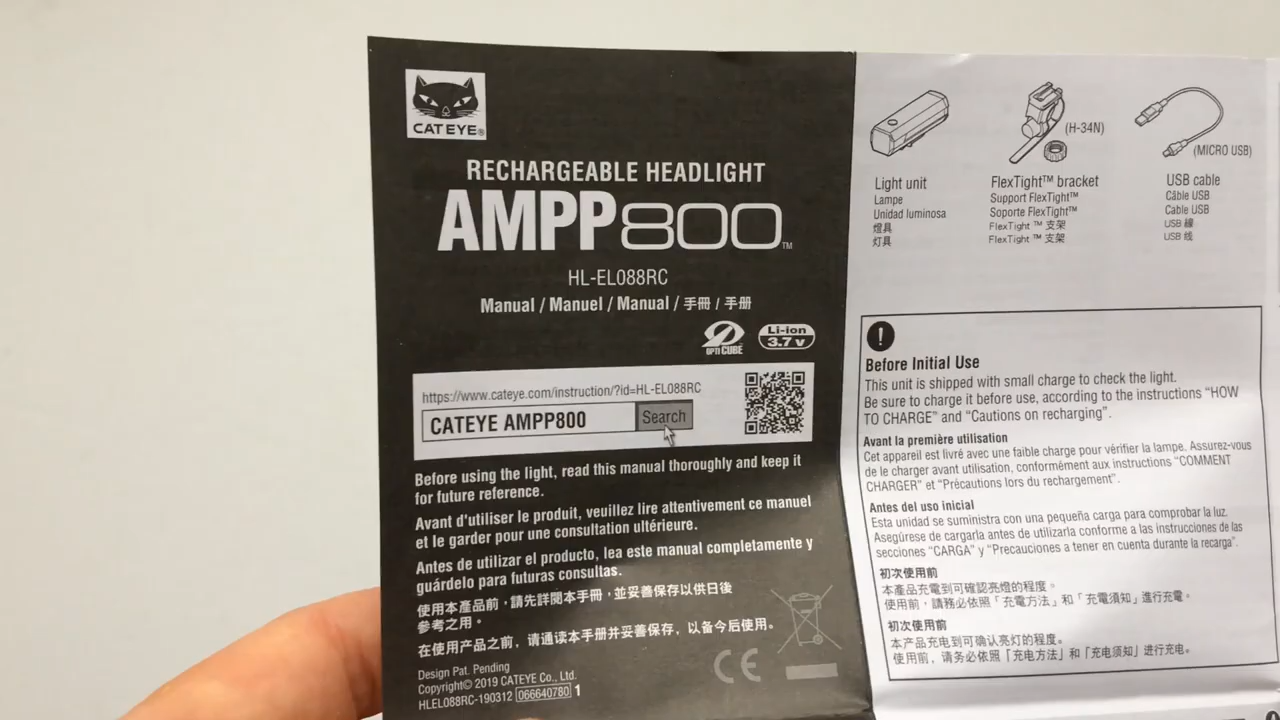 CATEYE®
RECHARGEABLE HEADLIGHT
AMPP800™
HL-EL088RC
Manual / Manuel / Manual / 手冊 / 手册
OPTICUBE
Li-ion
3.7 v
https://www.cateye.com/instruction/?id=HL-EL088RC
CATEYE AMPP800
Search
Before using the light, read this manual thoroughly and keep it
for future reference.
Avant d'utiliser le produit, veuillez lire attentivement ce manuel
et le garder pour une consultation ultérieure.
Antes de utilizar el producto, lea este manual completamente y
guárdelo para futuras consultas.
使用本產品前，請先詳閱本手冊，並妥善保存以供日後
參考之用。
在使用产品之前，请通读本手册并妥善保存，以备今后使用。
Design Pat. Pending
Copyright© 2019 CATEYE Co., Ltd.
HLEL088RC-190312 066640780 1
CE
Light unit
Lampe
Unidad luminosa
燈具
灯具
(H-34N)
FlexTight™ bracket
Support FlexTight™
Soporte FlexTight™
FlexTight ™ 支架
FlexTight ™ 支架
(MICRO USB)
USB cable
Câble USB
Cable USB
USB 線
USB 线
!
Before Initial Use
This unit is shipped with small charge to check the light.
Be sure to charge it before use, according to the instructions "HOW
TO CHARGE" and "Cautions on recharging".
Avant la première utilisation
Cet appareil est livré avec une faible charge pour vérifier la lampe. Assurez-vous
de le charger avant utilisation, conformément aux instructions "COMMENT
CHARGER" et "Précautions lors du rechargement".
Antes del uso inicial
Esta unidad se suministra con una pequeña carga para comprobar la luz.
Asegúrese de cargarla antes de utilizarla conforme a las instrucciones de las
secciones "CARGA" y "Precauciones a tener en cuenta durante la recarga".
初次使用前
本產品充電到可確認亮燈的程度。
使用前，請務必依照「充電方法」和「充電須知」進行充電。
初次使用前
本产品充电到可确认亮灯的程度。
使用前，请务必依照「充电方法」和「充电须知」进行充电。